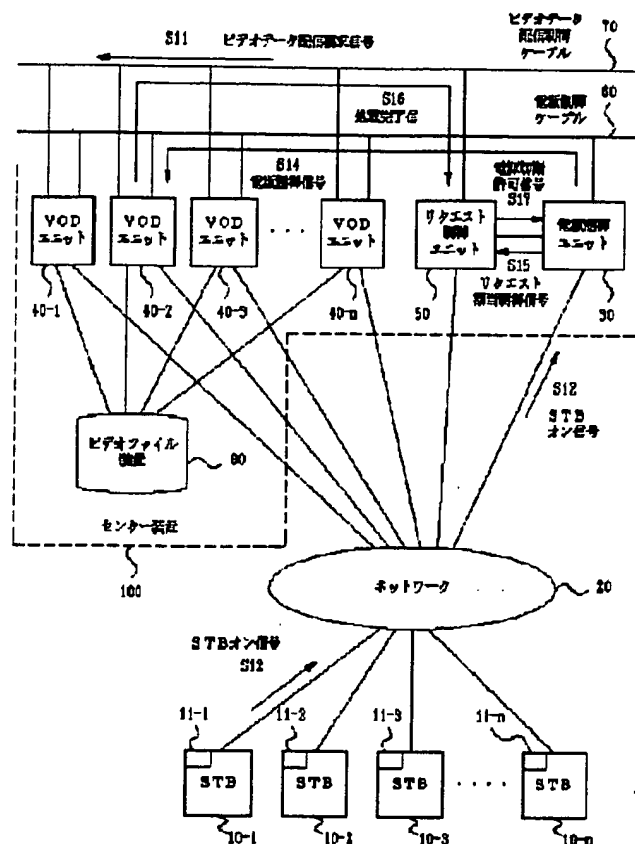 S11
ビデオデータ配信要求信号
ビデオデータ
配信制御
ケーブル
70
S16
処理完了信
電源制御
ケーブル
60
S14
電源制御信号
電源切断
許可信号
S17
VOD
ユニット
VOD
ユニット
VOD
ユニット
・・・
VOD
ユニット
リクエスト
制御
ユニット
電源制御
ユニット
S15
リクエスト
割当制御信号
40-1
40-2
40-3
40-n
50
30
S12
STB
オン信号
ビデオファイル
装置
センター装置
100
ネットワーク
20
STBオン信号
S12
11-1
11-2
11-3
11-n
STB
STB
STB
・・・・
STB
10-1
10-2
10-3
10-n